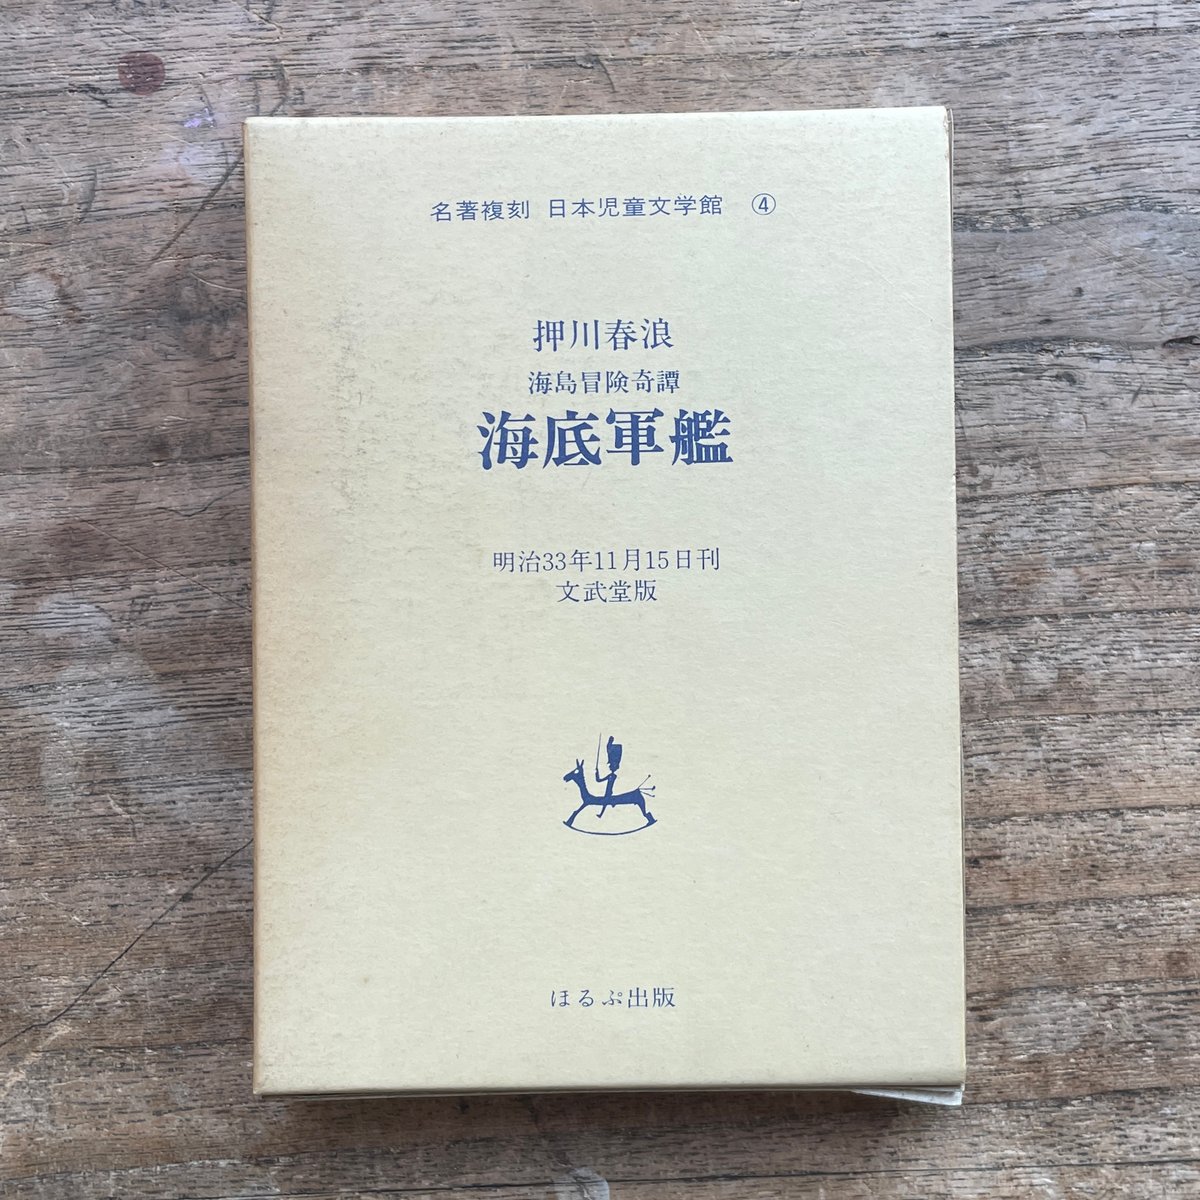 名著複刻 日本児童文学館 ④
押川春浪
海島冒険奇譚
海底軍艦
明治33年11月15日刊
文武堂版
ほるぷ出版